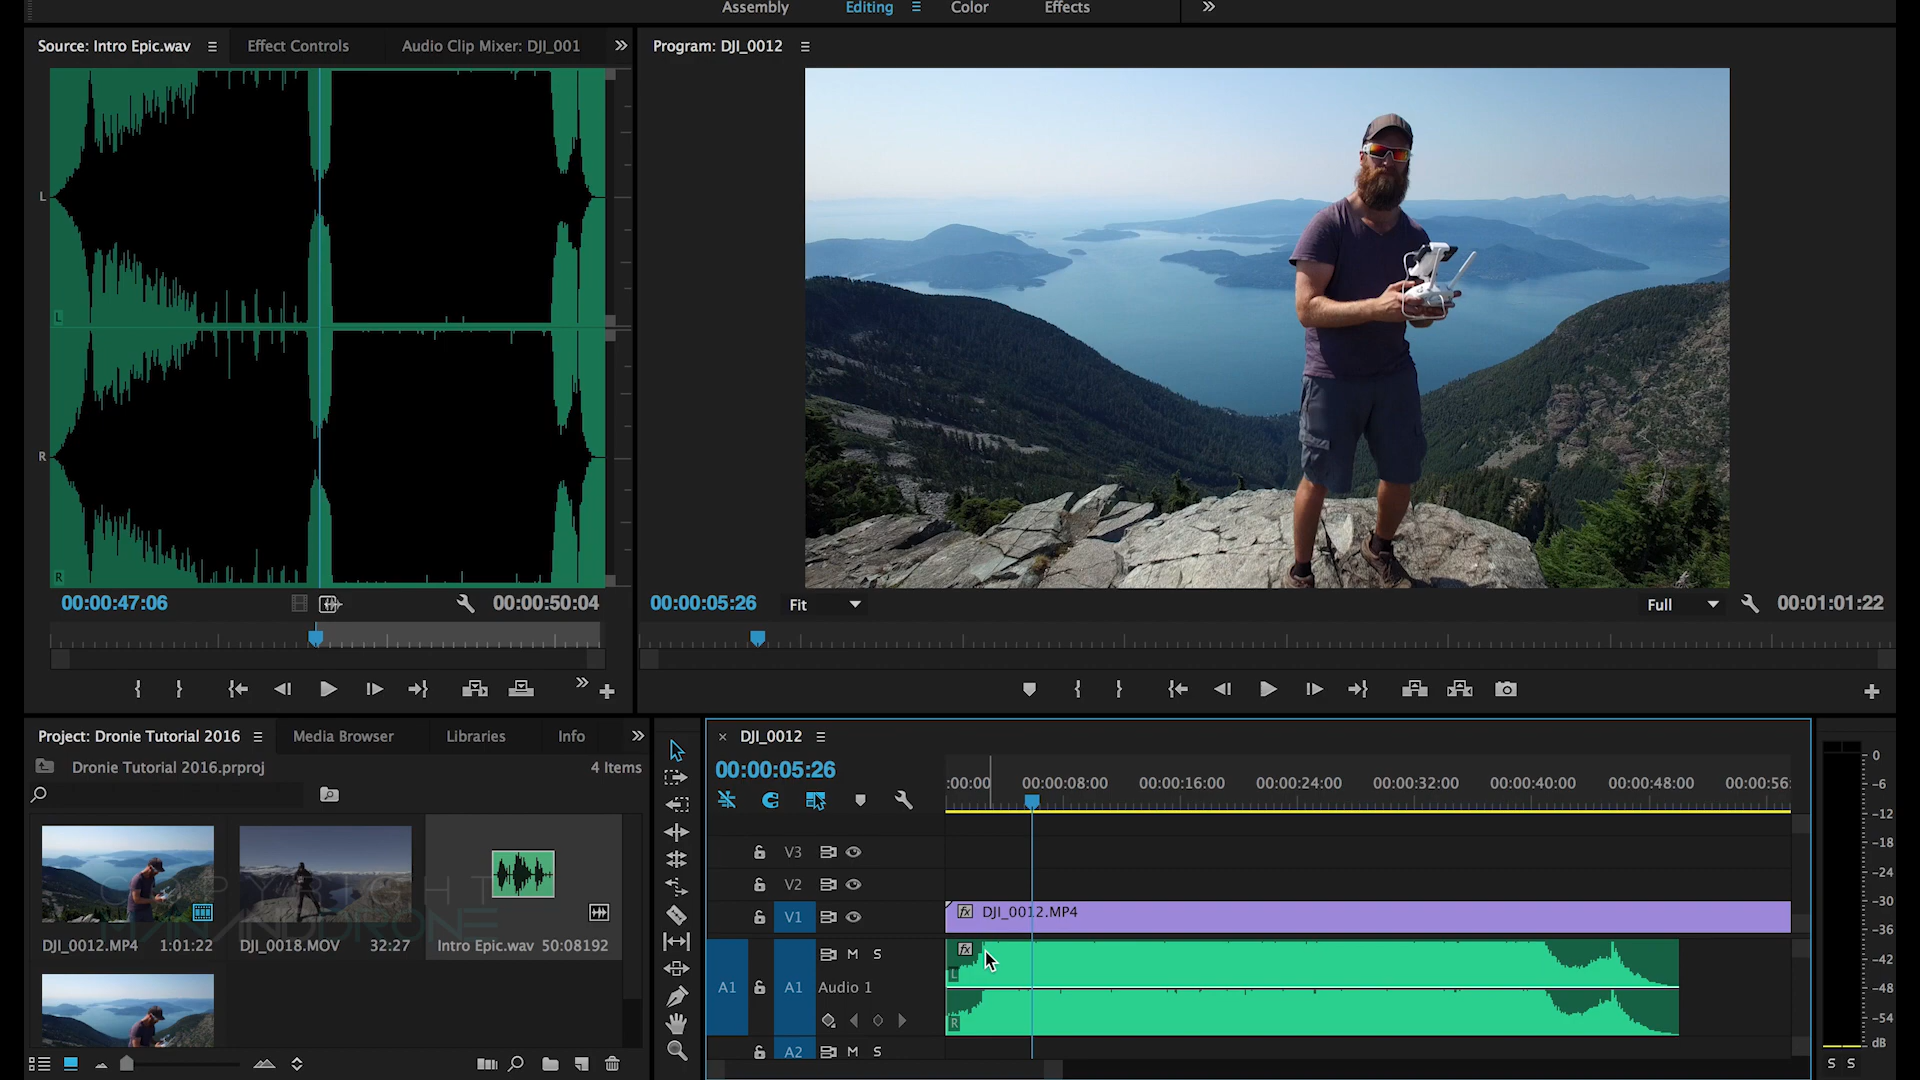 Assembly Editing Color Effects
Source: Intro Epic.wav Effect Controls Audio Clip Mixer: DJI_001
Program: DJI_0012
L
L
R
R
00:00:47:06 00:00:50:04
00:00:05:26 Fit Full 00:01:01:22
Project: Dronie Tutorial 2016 Media Browser Libraries Info
Dronie Tutorial 2016.prproj 4 Items
COPYRIGHT
MANANDDRONE
DJI_0012.MP4 1:01:22 DJI_0018.MOV 32:27 Intro Epic.wav 50:08192
× DJI_0012
00:00:05:26
:00:00 00:00:08:00 00:00:16:00 00:00:24:00 00:00:32:00 00:00:40:00 00:00:48:00 00:00:56:
V3
V2
V1 fx DJI_0012.MP4
fx
M S
L
A1 A1 Audio 1
R
A2 M S
0
-6
-12
-18
-24
-30
-36
-42
-48
-54
dB
S S